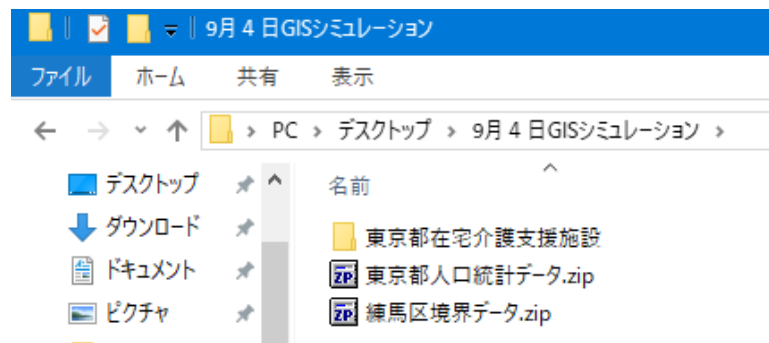 9月4日GISシミュレーション
ファイル ホーム 共有 表示
PC › デスクトップ › 9月4日GISシミュレーション ›
デスクトップ
ダウンロード
ドキュメント
ピクチャ
名前
東京都在宅介護支援施設
東京都人口統計データ.zip
練馬区境界データ.zip